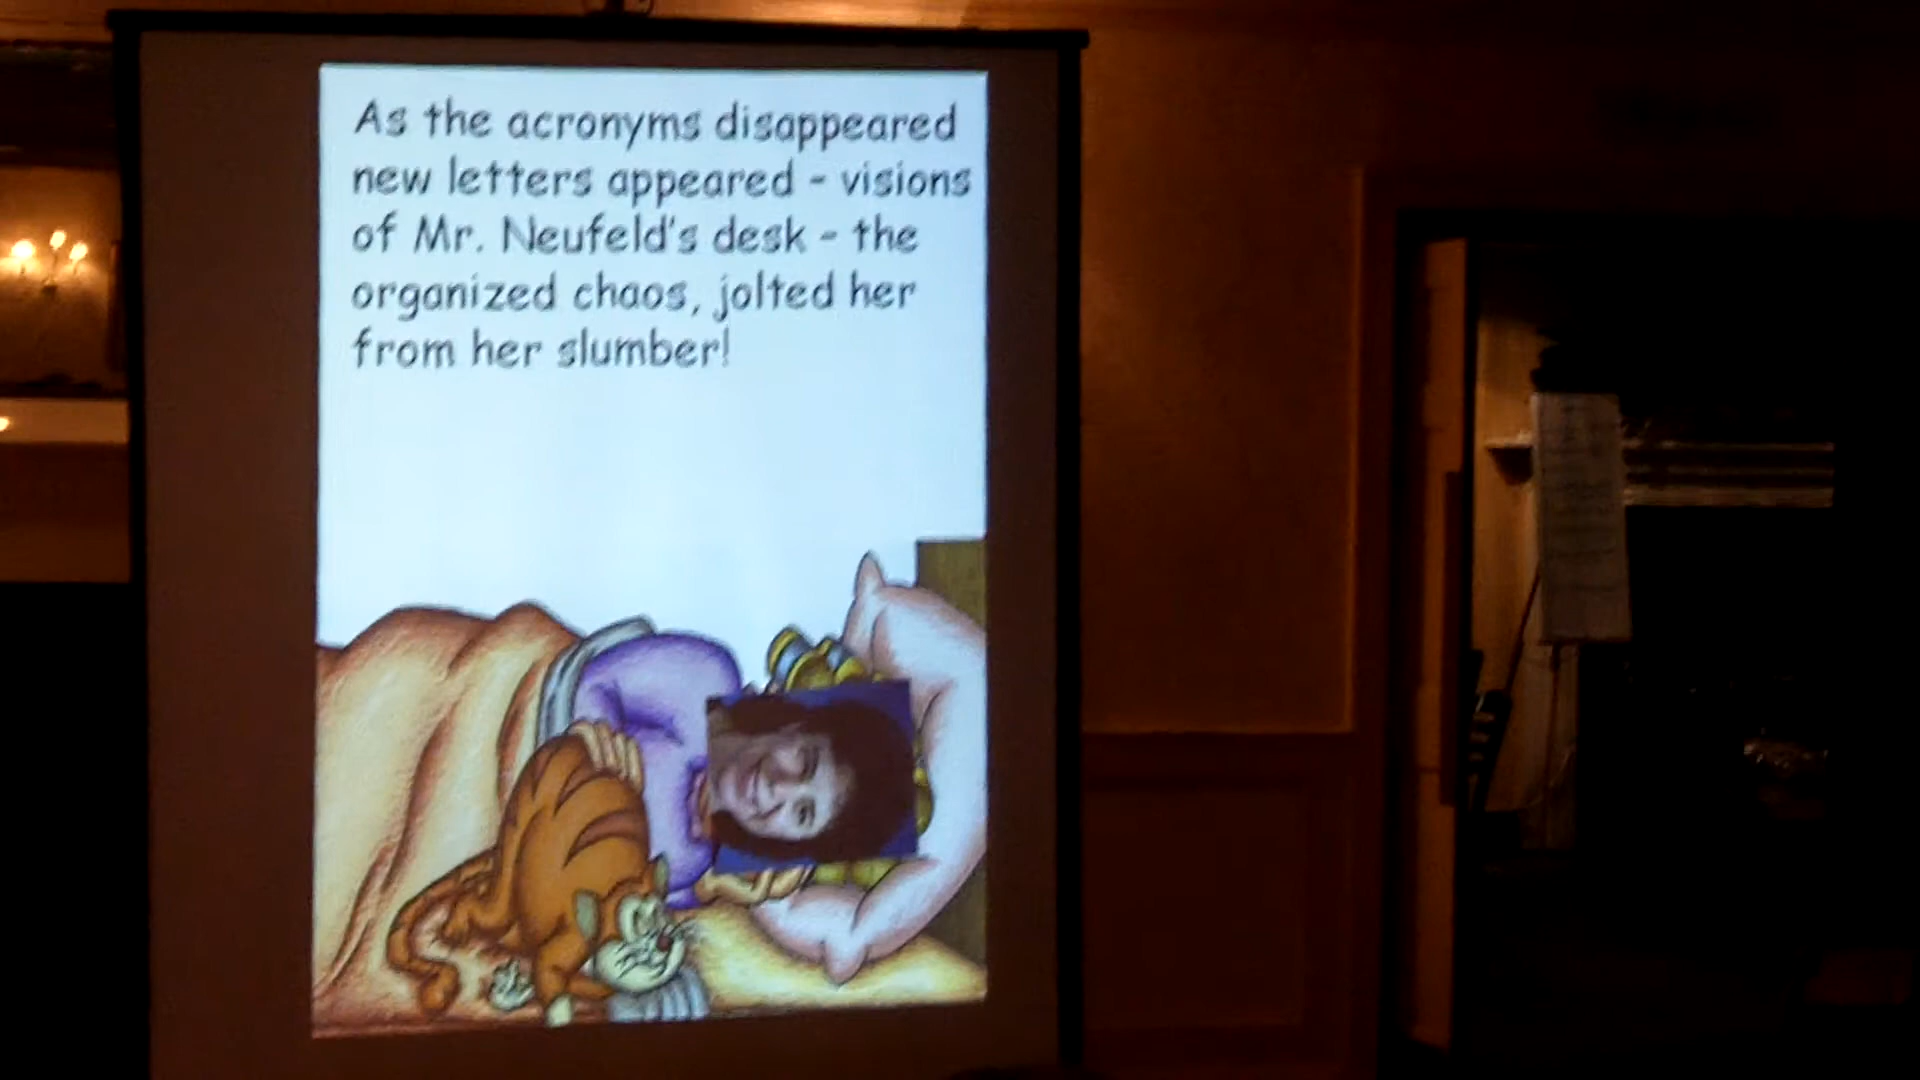 As the acronyms disappeared
new letters appeared - visions
of Mr. Neufeld's desk - the
organized chaos, jolted her
from her slumber!